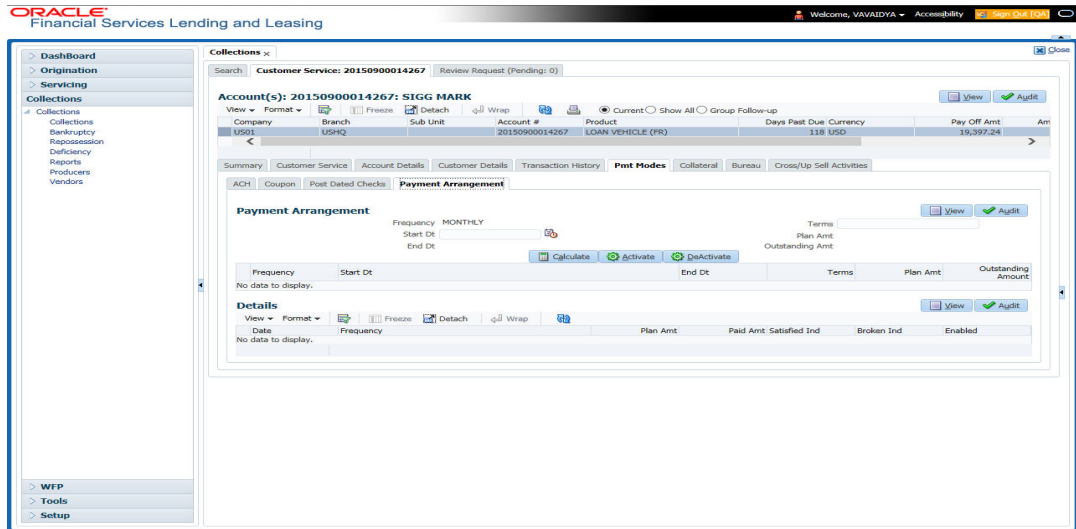 ORACLE
Financial Services Lending and Leasing
Welcome, VAVAIDYA Accessibility Sign Out [QA]
DashBoard
Origination
Servicing
Collections
Collections
Collections
Bankruptcy
Repossession
Deficiency
Reports
Producers
Vendors
WFP
Tools
Setup
Collections × Close
Search Customer Service: 20150900014267 Review Request (Pending: 0)
Account(s): 20150900014267: SIGG MARK View Audit
View Format Freeze Detach Wrap Current Show All Group Follow-up
Company Branch Sub Unit Account # Product Days Past Due Currency Pay Off Amt Am
US01 USHQ 20150900014267 LOAN VEHICLE (FR) 118 USD 19,397.24
Summary Customer Service Account Details Customer Details Transaction History Pmt Modes Collateral Bureau Cross/Up Sell Activities
ACH Coupon Post Dated Checks Payment Arrangement
Payment Arrangement View Audit
Frequency MONTHLY Terms
Start Dt Plan Amt
End Dt Outstanding Amt
Calculate Activate DeActivate
Frequency Start Dt End Dt Terms Plan Amt Outstanding Amount
No data to display.
Details View Audit
View Format Freeze Detach Wrap
Date Frequency Plan Amt Paid Amt Satisfied Ind Broken Ind Enabled
No data to display.